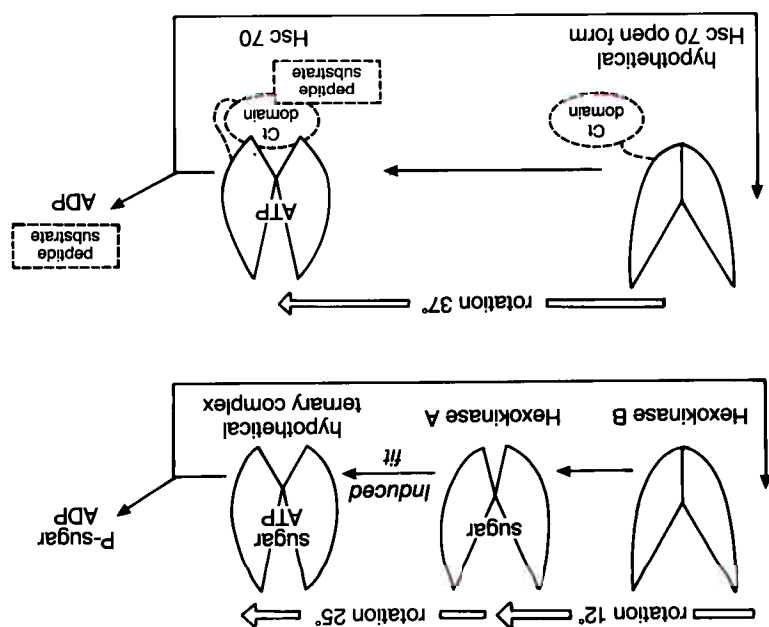 rotation 12°
rotation 25°
sugar
sugar
ATP
Induced
fit
P-sugar
ADP
Hexokinase B
Hexokinase A
hypothetical
ternary complex
rotation 37°
ATP
peptide
substrate
ADP
Ct
domain
Ct
domain
peptide
substrate
hypothetical
Hsc 70 open form
Hsc 70